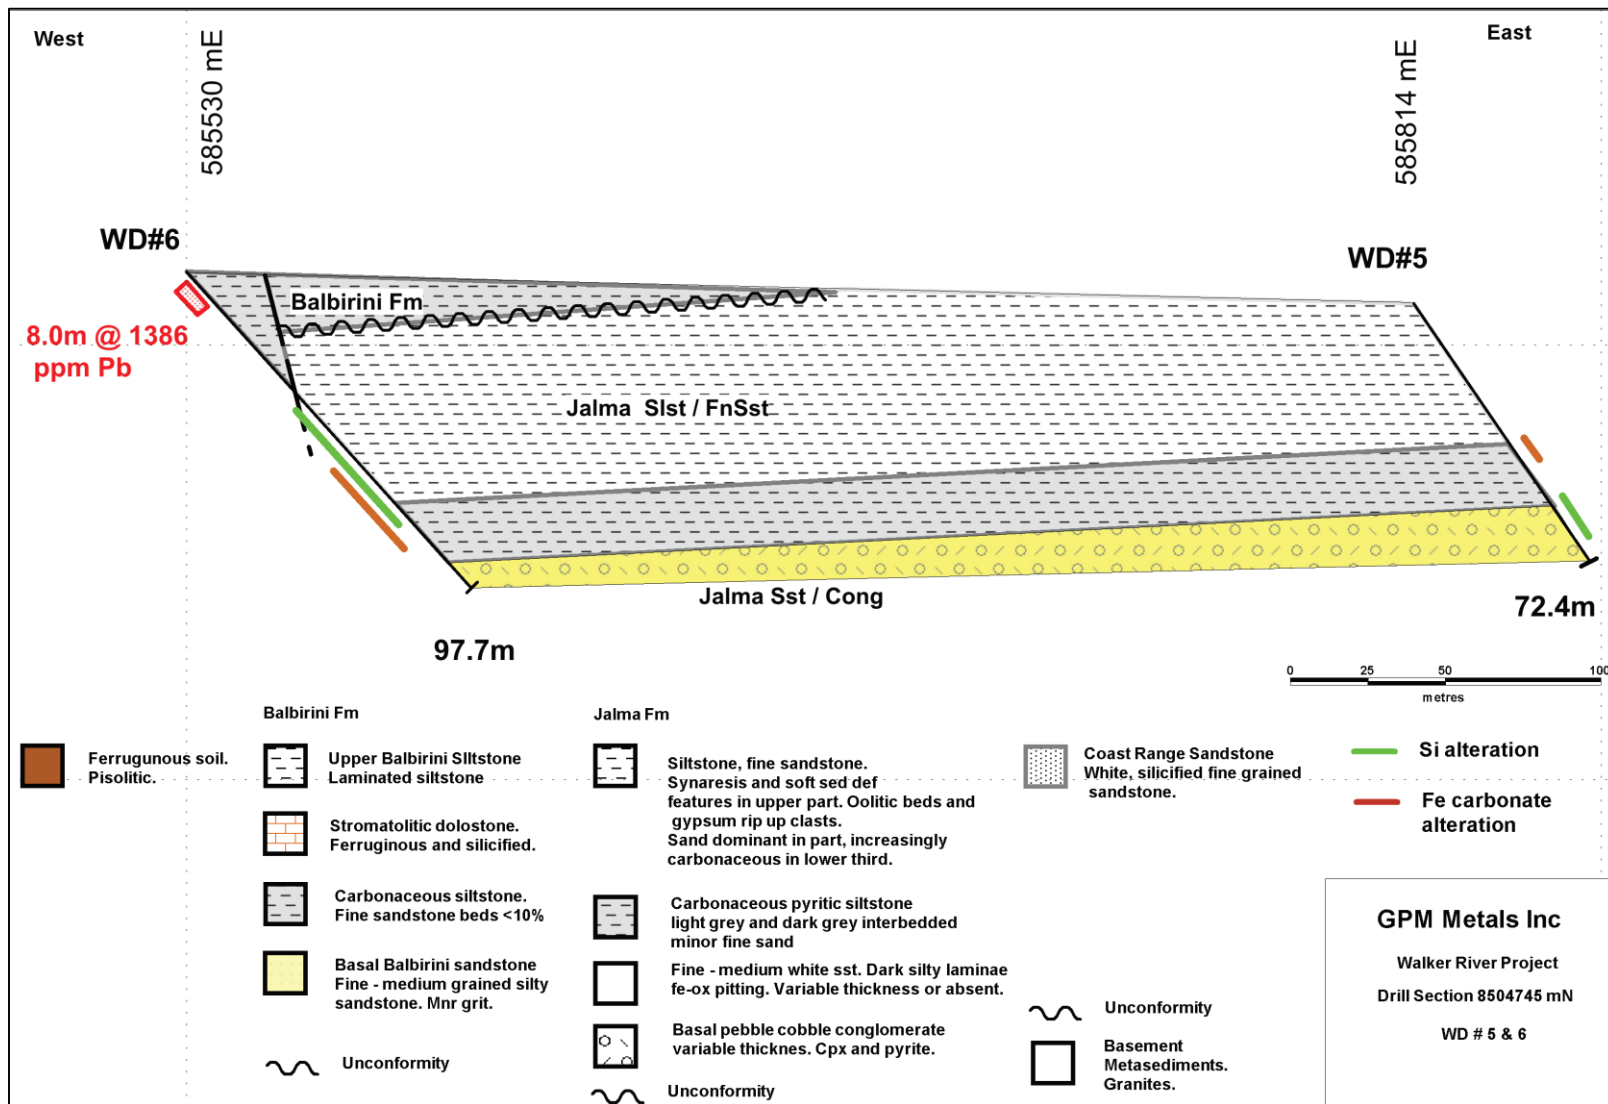 West
East
585530 mE
585814 mE
WD#6
WD#5
Balbirini Fm
8.0m @ 1386
ppm Pb
Jalma Slst / FnSst
Jalma Sst / Cong
97.7m
72.4m
0 25 50 100
metres
Balbirini Fm
Jalma Fm
Ferrugunous soil.
Pisolitic.
Upper Balbirini SIltstone
Laminated siltstone
Stromatolitic dolostone.
Ferruginous and silicified.
Carbonaceous siltstone.
Fine sandstone beds <10%
Basal Balbirini sandstone
Fine - medium grained silty
sandstone. Mnr grit.
Unconformity
Siltstone, fine sandstone.
Synaresis and soft sed def
features in upper part. Oolitic beds and
gypsum rip up clasts.
Sand dominant in part, increasingly
carbonaceous in lower third.
Carbonaceous pyritic siltstone
light grey and dark grey interbedded
minor fine sand
Fine - medium white sst. Dark silty laminae
fe-ox pitting. Variable thickness or absent.
Basal pebble cobble conglomerate
variable thicknes. Cpx and pyrite.
Unconformity
Coast Range Sandstone
White, silicified fine grained
sandstone.
Unconformity
Basement
Metasediments.
Granites.
Si alteration
Fe carbonate
alteration
GPM Metals Inc
Walker River Project
Drill Section 8504745 mN
WD # 5 & 6